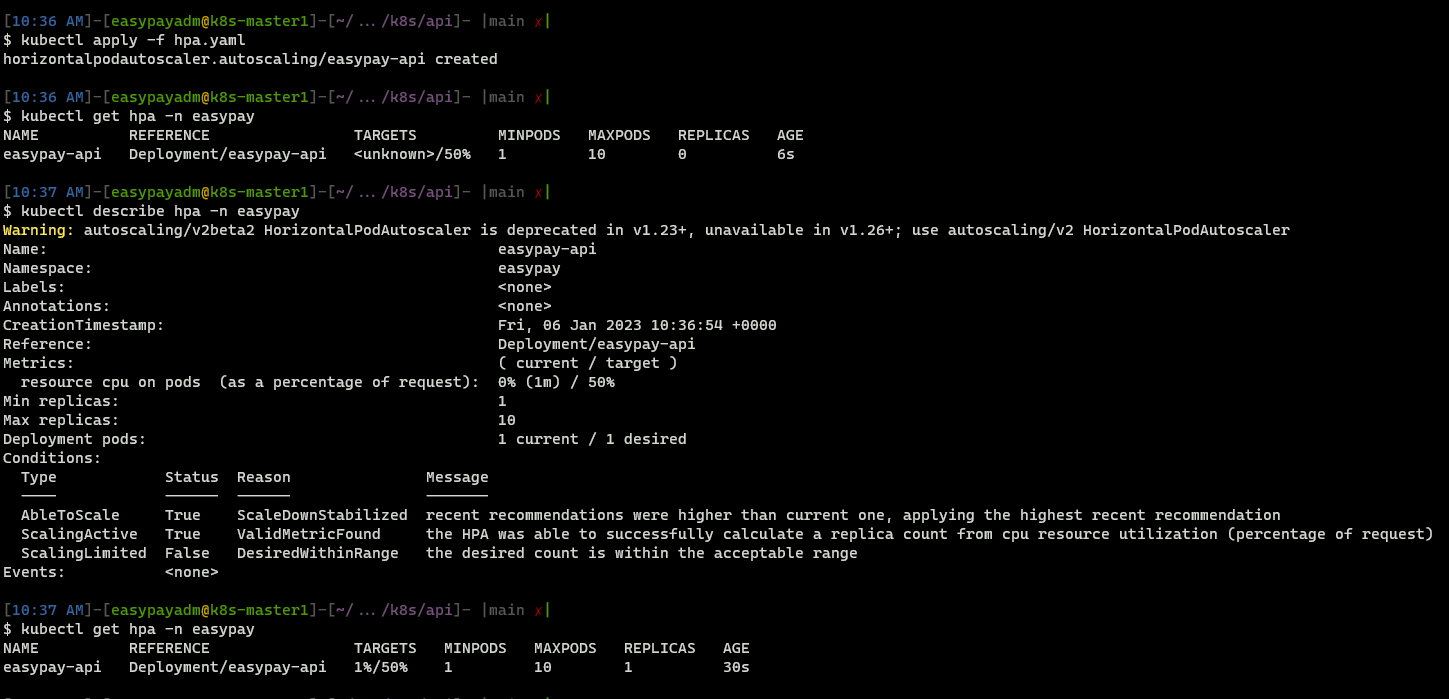 [10:36 AM]-[easypayadm@k8s-master1]-[~/ ... /k8s/api]- |main ✗|
$ kubectl apply -f hpa.yaml
horizontalpodautoscaler.autoscaling/easypay-api created
[10:36 AM]-[easypayadm@k8s-master1]-[~/ ... /k8s/api]- |main ✗|
$ kubectl get hpa -n easypay
NAME REFERENCE TARGETS MINPODS MAXPODS REPLICAS AGE
easypay-api Deployment/easypay-api <unknown>/50% 1 10 0 6s
[10:37 AM]-[easypayadm@k8s-master1]-[~/ ... /k8s/api]- |main ✗|
$ kubectl describe hpa -n easypay
Warning: autoscaling/v2beta2 HorizontalPodAutoscaler is deprecated in v1.23+, unavailable in v1.26+; use autoscaling/v2 HorizontalPodAutoscaler
Name: easypay-api
Namespace: easypay
Labels: <none>
Annotations: <none>
CreationTimestamp: Fri, 06 Jan 2023 10:36:54 +0000
Reference: Deployment/easypay-api
Metrics: ( current / target )
resource cpu on pods (as a percentage of request): 0% (1m) / 50%
Min replicas: 1
Max replicas: 10
Deployment pods: 1 current / 1 desired
Conditions:
Type Status Reason Message
---- ------ ------ -------
AbleToScale True ScaleDownStabilized recent recommendations were higher than current one, applying the highest recent recommendation
ScalingActive True ValidMetricFound the HPA was able to successfully calculate a replica count from cpu resource utilization (percentage of request)
ScalingLimited False DesiredWithinRange the desired count is within the acceptable range
Events: <none>
[10:37 AM]-[easypayadm@k8s-master1]-[~/ ... /k8s/api]- |main ✗|
$ kubectl get hpa -n easypay
NAME REFERENCE TARGETS MINPODS MAXPODS REPLICAS AGE
easypay-api Deployment/easypay-api 1%/50% 1 10 1 30s